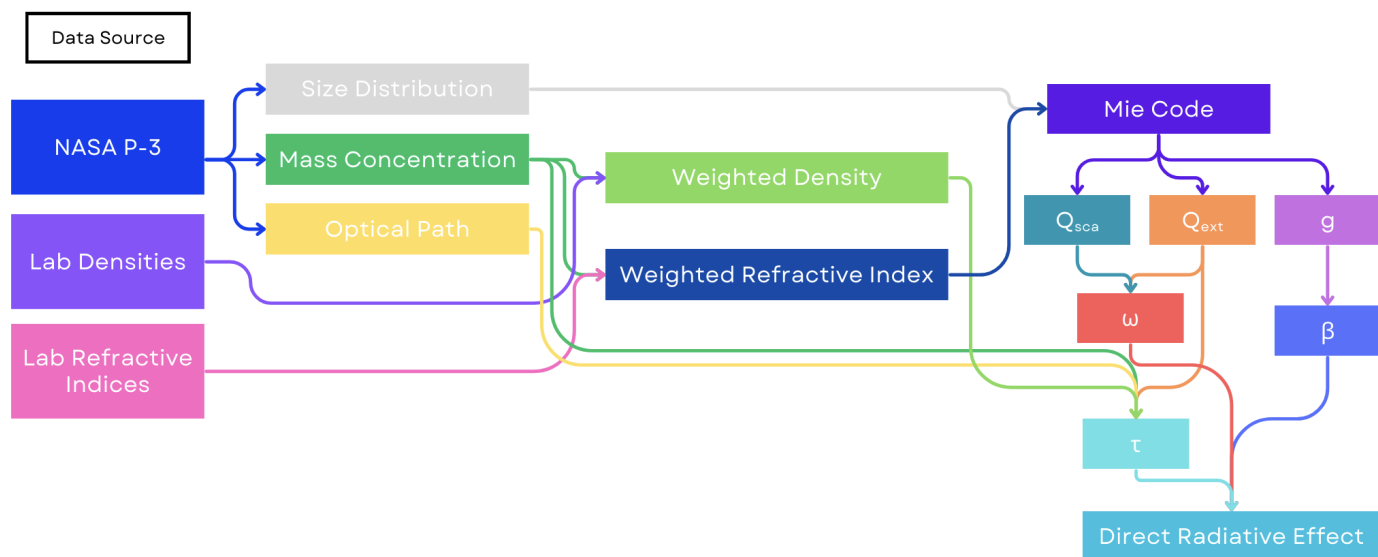 Data Source
NASA P-3
Lab Densities
Lab Refractive
Indices
Size Distribution
Mass Concentration
Optical Path
Weighted Density
Weighted Refractive Index
Mie Code
Qsca
Qext
g
ω
β
τ
Direct Radiative Effect